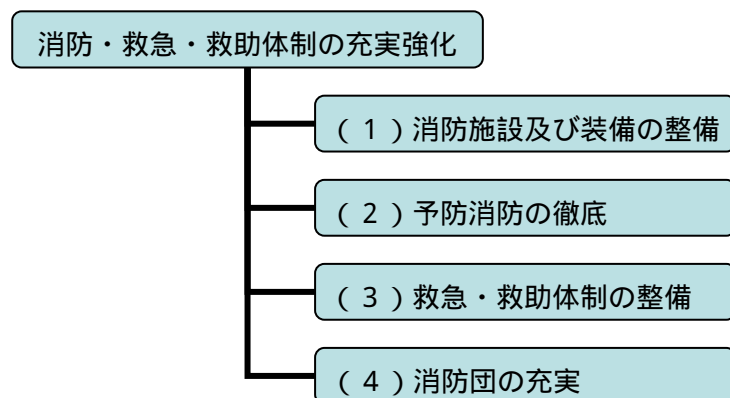 消防・救急・救助体制の充実強化
(1)消防施設及び装備の整備
(2)予防消防の徹底
(3)救急・救助体制の整備
(4)消防団の充実